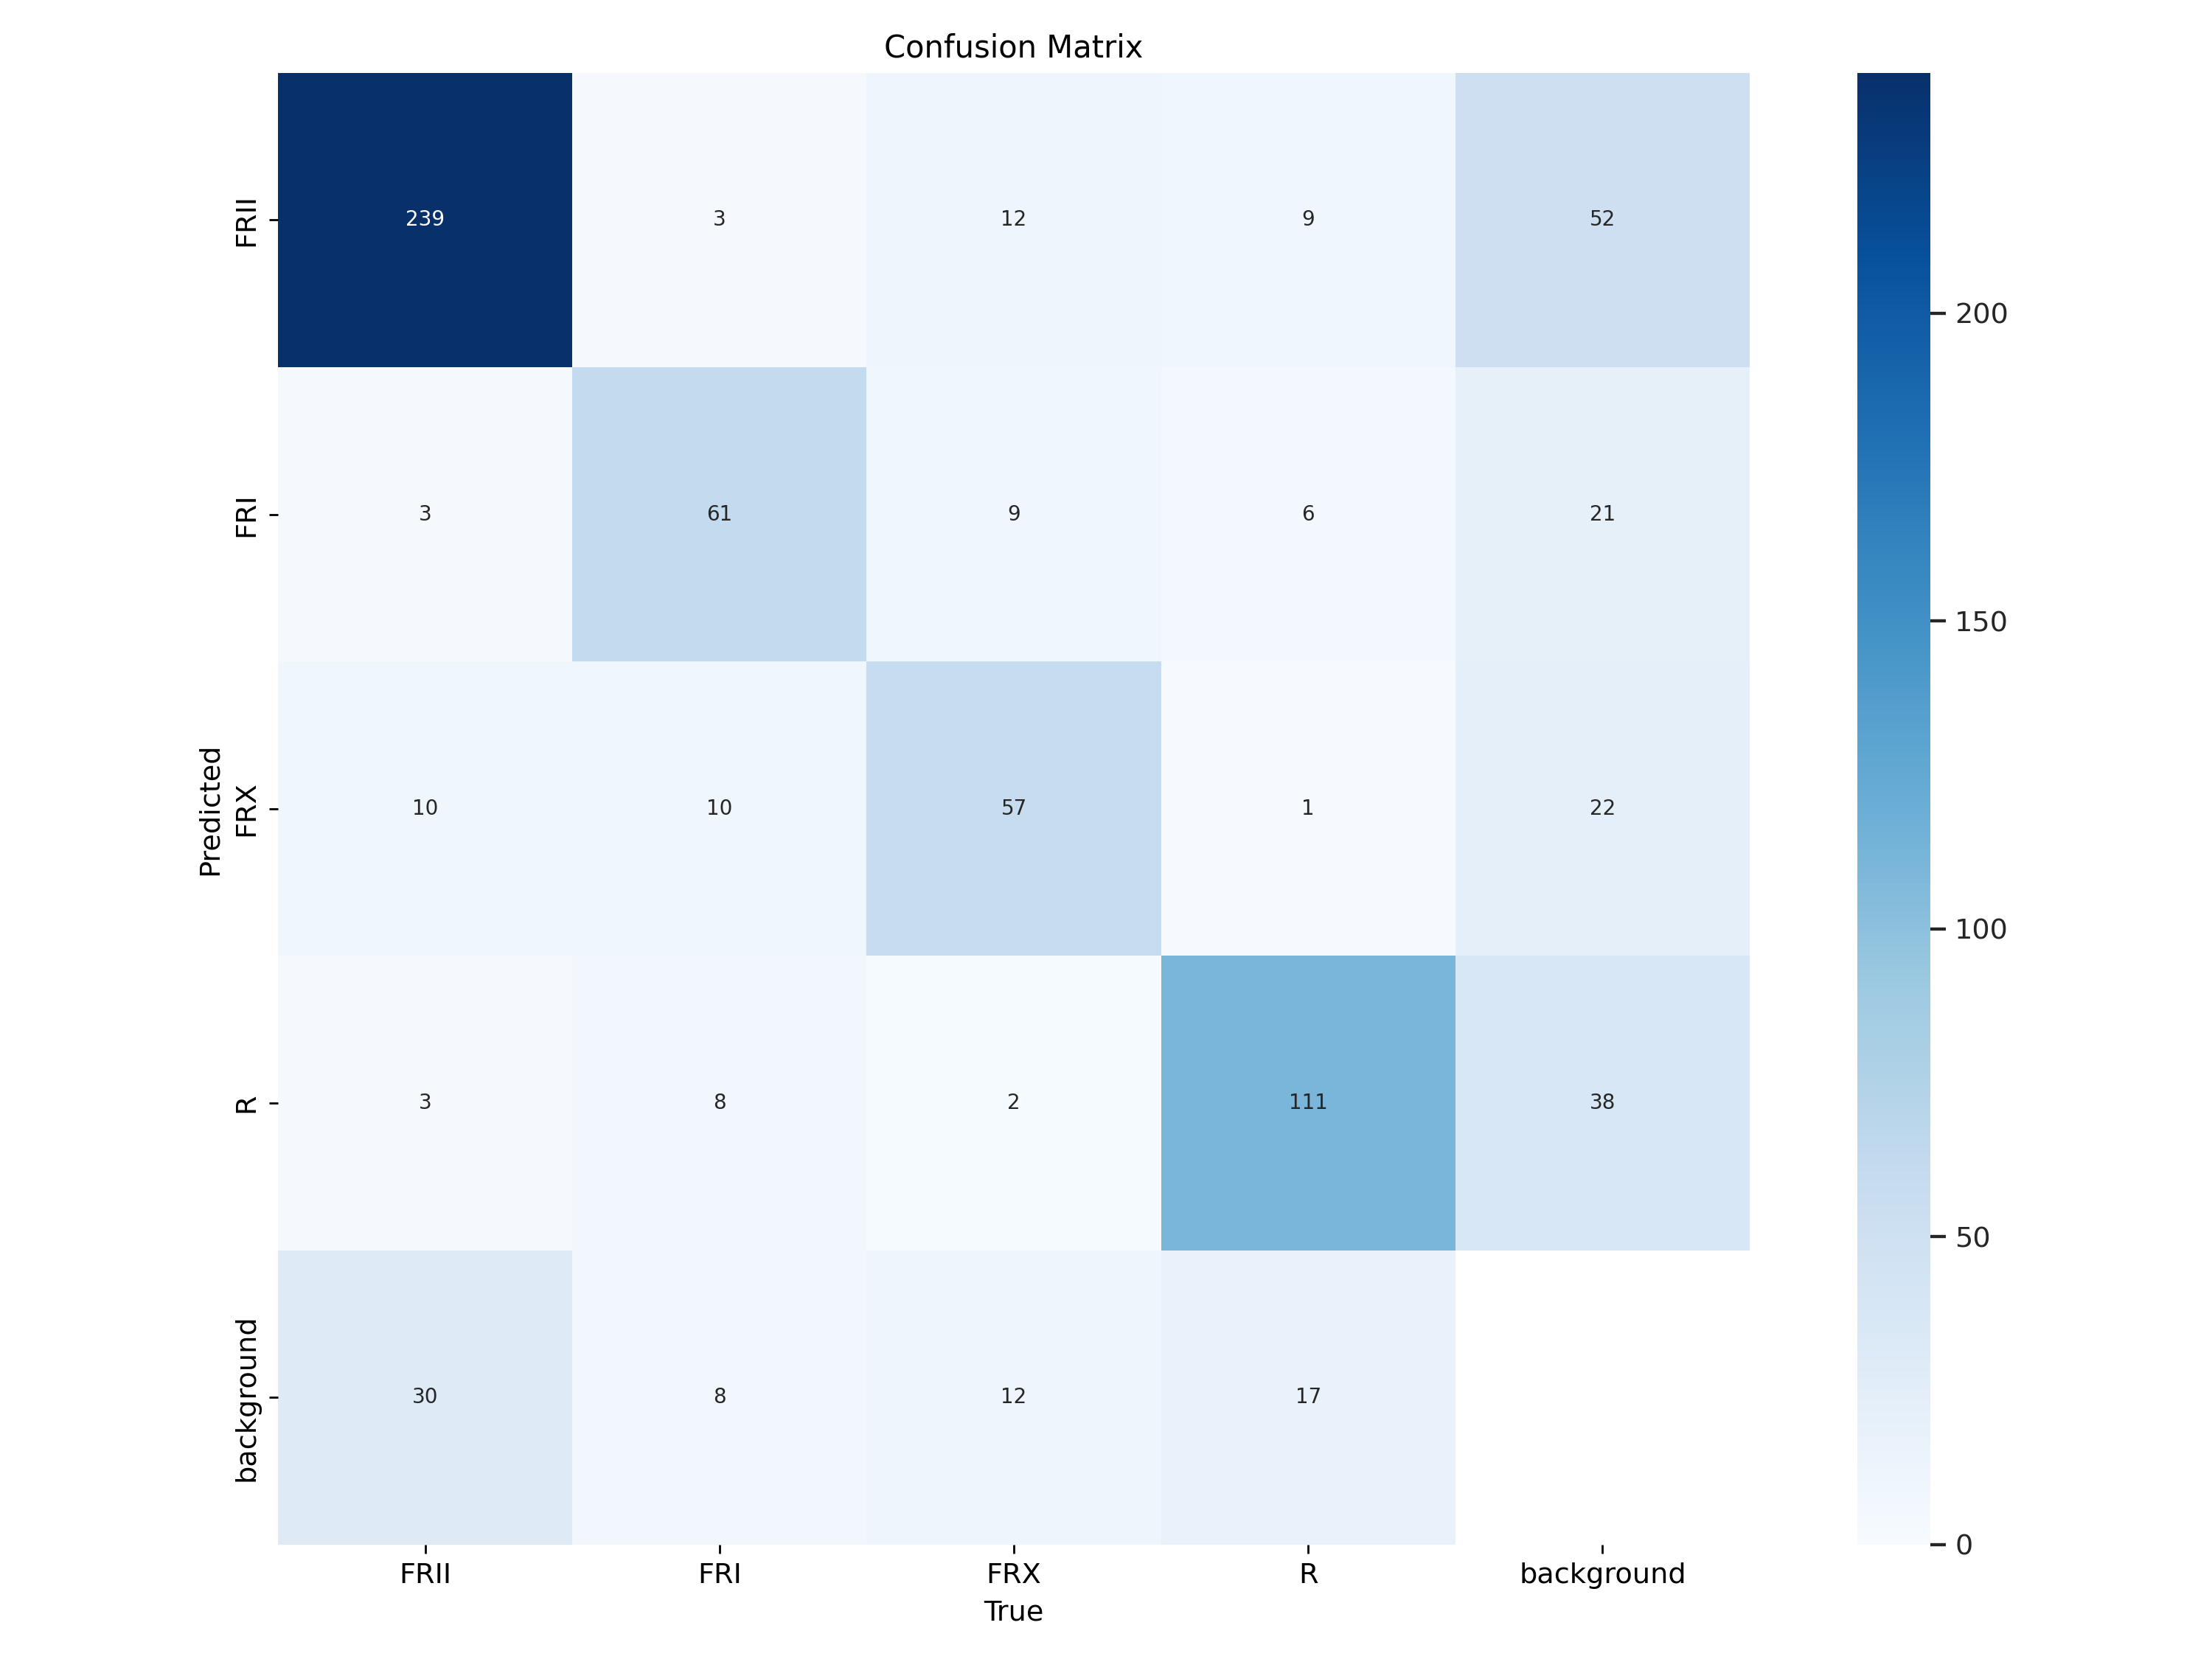 Confusion Matrix
FRII 239 3 12 9 52
FRI 3 61 9 6 21
FRX 10 10 57 1 22
R 3 8 2 111 38
background 30 8 12 17
FRII FRI FRX R background
True
Predicted
200
150
100
50
0